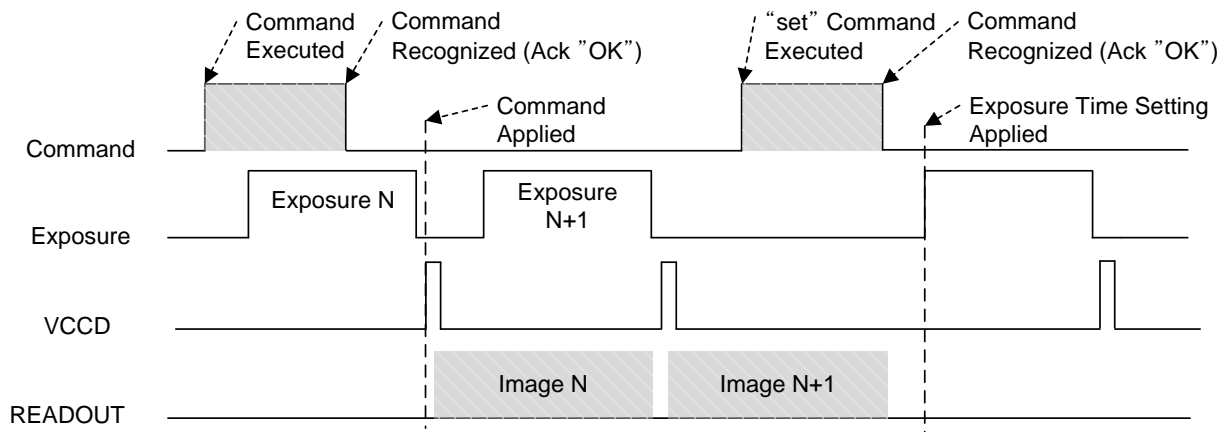 Command
Executed
Command
Recognized (Ack ”OK”)
“set” Command
Executed
Command
Recognized (Ack ”OK”)
Command
Applied
Exposure Time Setting
Applied
Command
Exposure N
Exposure
N+1
Exposure
VCCD
Image N
Image N+1
READOUT